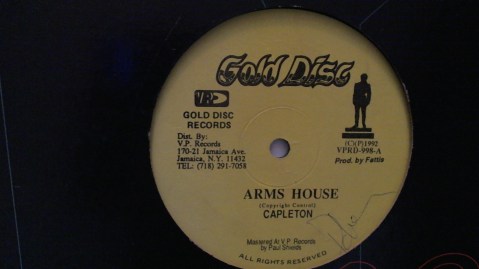 Gold Disc
VP
GOLD DISC
RECORDS
Dist. By:
V.P. Records
170-21 Jamaica Ave.
Jamaica, N.Y. 11432
TEL: (718) 291-7058
(C)(P)1992
VPRD-998-A
Prod. by Fattis
ARMS HOUSE
(Copyright Control)
CAPLETON
Mastered At V.P. Records
by Paul Shields
ALL RIGHTS RESERVED